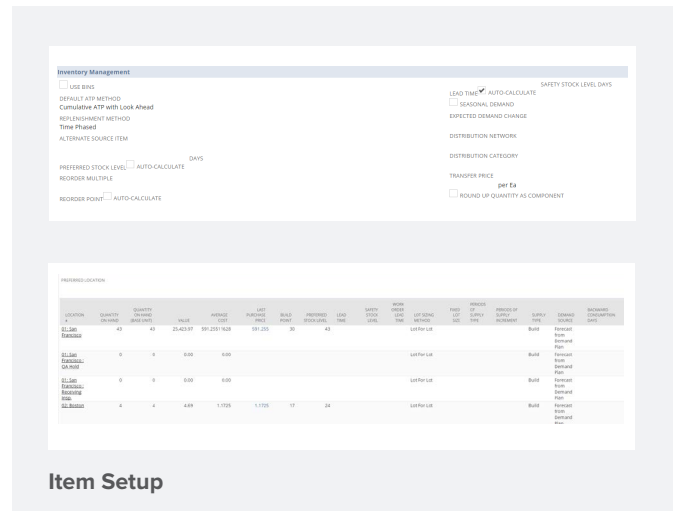 Inventory Management
USE BINS
DEFAULT ATP METHOD
Cumulative ATP with Look Ahead
REPLENISHMENT METHOD
Time Phased
ALTERNATE SOURCE ITEM
DAYS
PREFERRED STOCK LEVEL AUTO-CALCULATE
REORDER MULTIPLE
REORDER POINT AUTO-CALCULATE
SAFETY STOCK LEVEL DAYS
LEAD TIME AUTO-CALCULATE
SEASONAL DEMAND
EXPECTED DEMAND CHANGE
DISTRIBUTION NETWORK
DISTRIBUTION CATEGORY
TRANSFER PRICE
per Ea
ROUND UP QUANTITY AS COMPONENT
PREFERRED LOCATION
LOCATION
QUANTITY ON HAND
QUANTITY ON HAND (BASE UNIT)
VALUE
AVERAGE COST
LAST PURCHASE PRICE
BUILD POINT
PREFERRED STOCK LEVEL
LEAD TIME
SAFETY STOCK LEVEL
WORK ORDER LEAD TIME
LOT SIZING METHOD
FIXED LOT SIZE
PERIODS OF SUPPLY TYPE
PERIODS OF SUPPLY INCREMENT
SUPPLY TYPE
DEMAND SOURCE
BACKWARD CONSUMPTION DAYS
01: San Francisco 43 43 25,423.97 591.25511628 591.255 30 43 Lot For Lot Build Forecast from Demand Plan
01: San Francisco : QA Hold 0 0 0.00 0.00 Lot For Lot Build Forecast from Demand Plan
01: San Francisco : Receiving Insp. 0 0 0.00 0.00 Lot For Lot Build Forecast from Demand Plan
02: Boston 4 4 4.69 1.1725 1.1725 17 24 Lot For Lot Build Forecast from Demand Plan
Item Setup